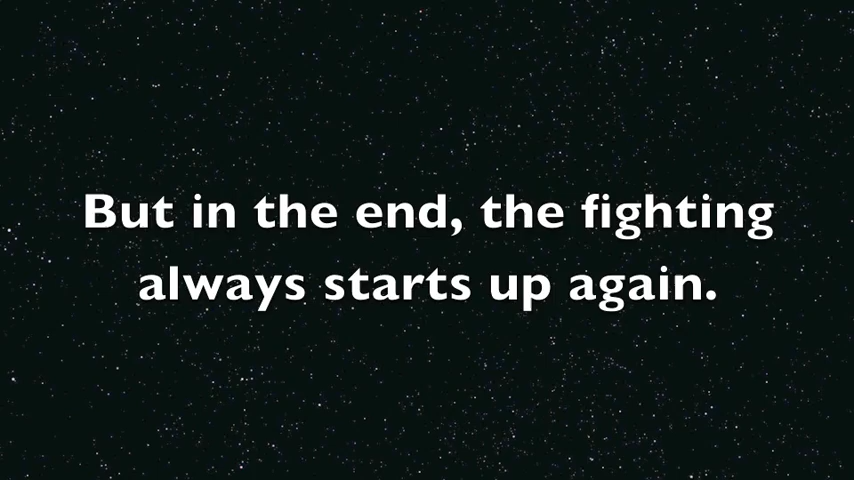 But in the end, the fighting
always starts up again.